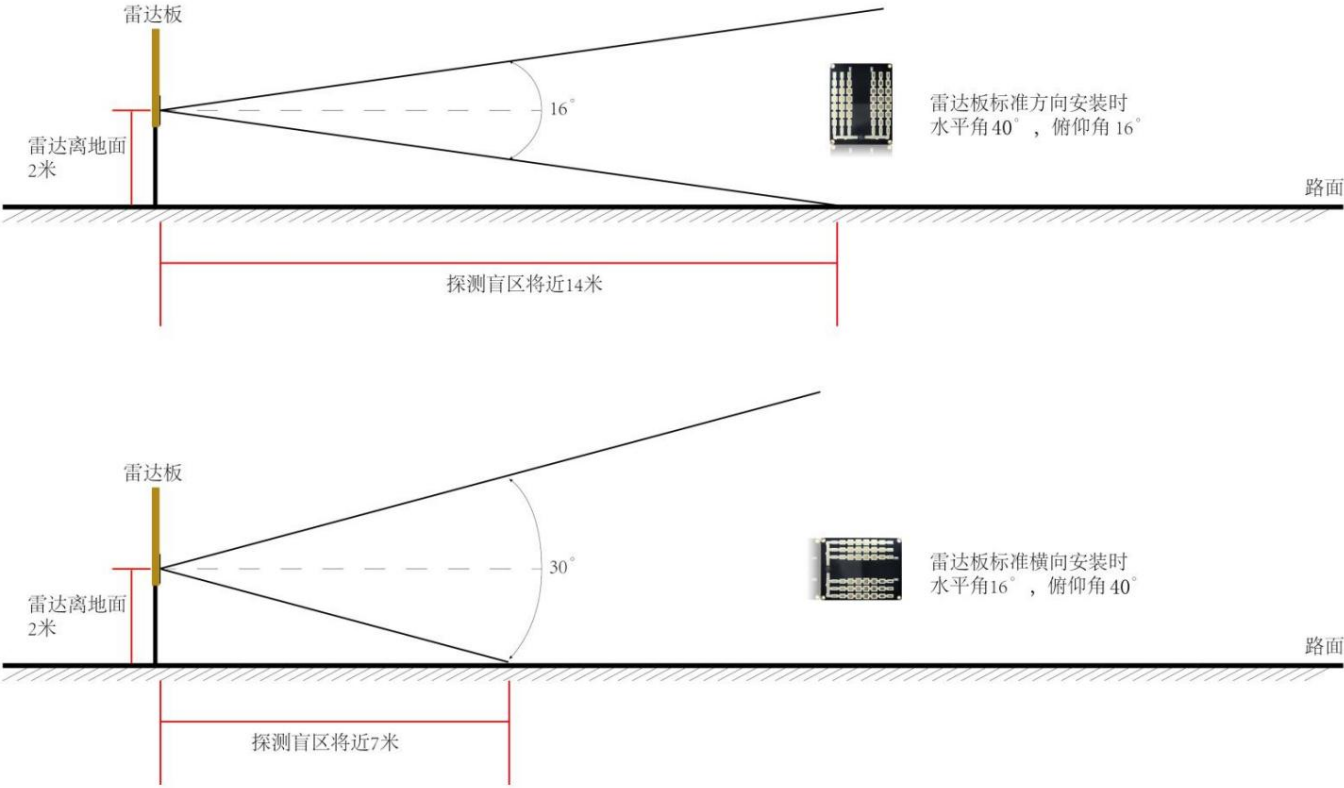 雷达板
16°
雷达板标准方向安装时
水平角40°，俯仰角16°
雷达离地面
2米
路面
探测盲区将近14米
雷达板
30°
雷达板标准横向安装时
水平角16°，俯仰角40°
雷达离地面
2米
路面
探测盲区将近7米